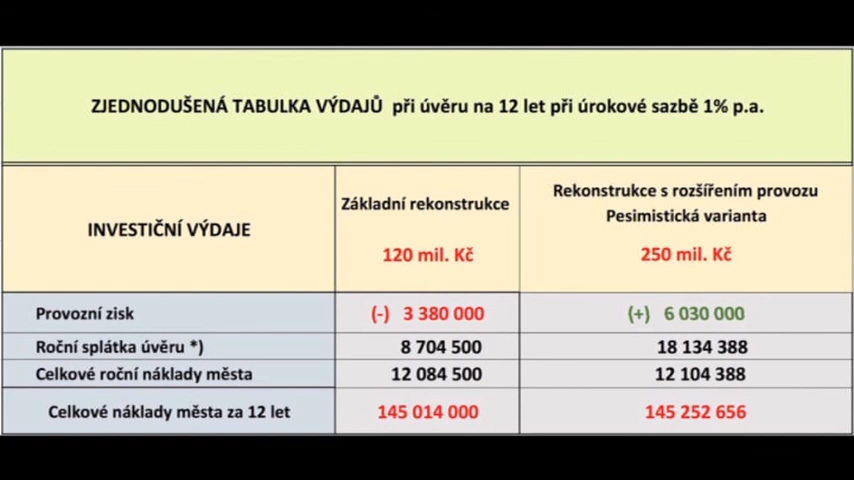 ZJEDNODUŠENÁ TABULKA VÝDAJŮ při úvěru na 12 let při úrokové sazbě 1% p.a.
INVESTIČNÍ VÝDAJE
Základní rekonstrukce
120 mil. Kč
Rekonstrukce s rozšířením provozu
Pesimistická varianta
250 mil. Kč
Provozní zisk (-) 3 380 000 (+) 6 030 000
Roční splátka úvěru *) 8 704 500 18 134 388
Celkové roční náklady města 12 084 500 12 104 388
Celkové náklady města za 12 let 145 014 000 145 252 656